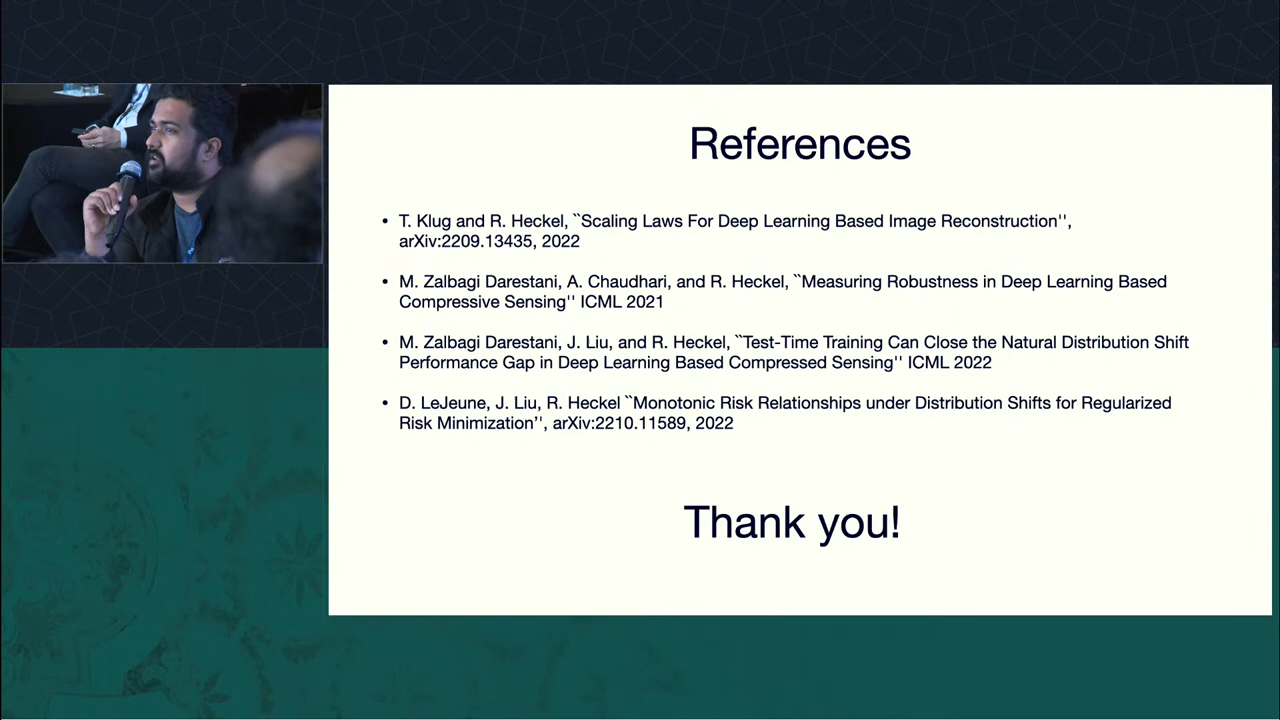 References
• T. Klug and R. Heckel, ``Scaling Laws For Deep Learning Based Image Reconstruction'',
arXiv:2209.13435, 2022
• M. Zalbagi Darestani, A. Chaudhari, and R. Heckel, ``Measuring Robustness in Deep Learning Based
Compressive Sensing'' ICML 2021
• M. Zalbagi Darestani, J. Liu, and R. Heckel, ``Test-Time Training Can Close the Natural Distribution Shift
Performance Gap in Deep Learning Based Compressed Sensing'' ICML 2022
• D. LeJeune, J. Liu, R. Heckel ``Monotonic Risk Relationships under Distribution Shifts for Regularized
Risk Minimization’', arXiv:2210.11589, 2022
Thank you!